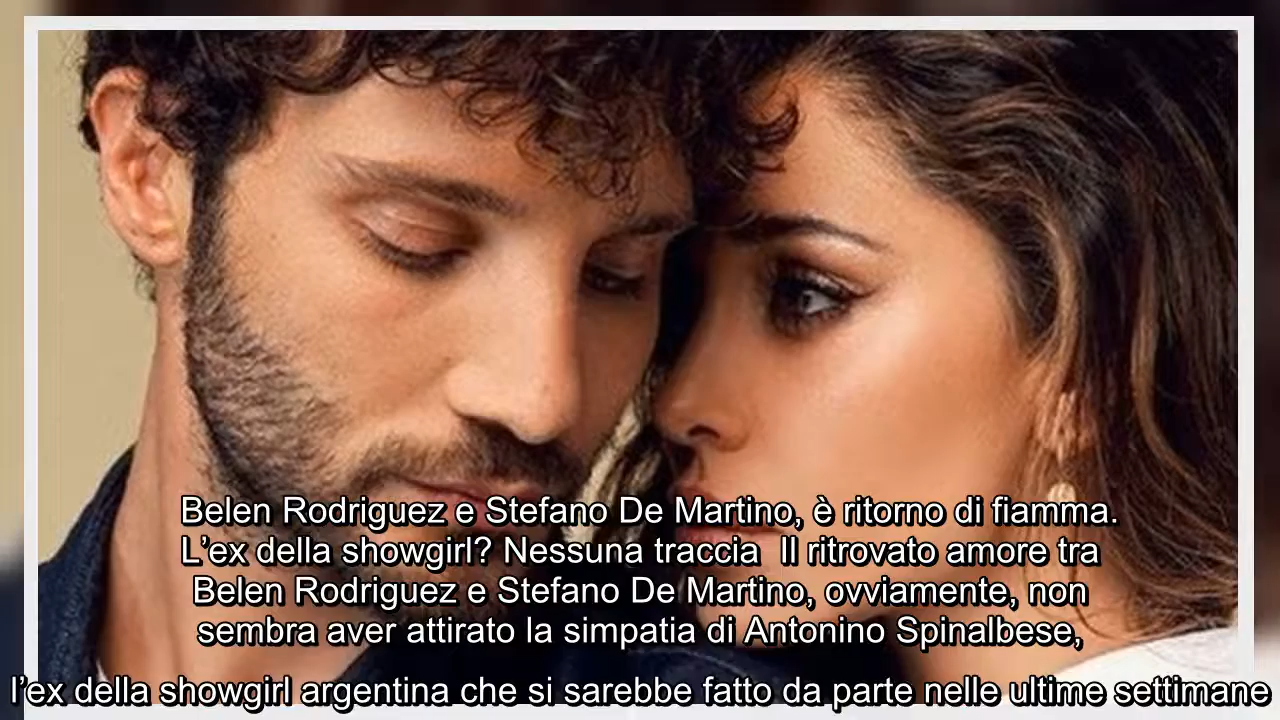 Belen Rodriguez e Stefano De Martino, è ritorno di fiamma.
L’ex della showgirl? Nessuna traccia  Il ritrovato amore tra
Belen Rodriguez e Stefano De Martino, ovviamente, non
sembra aver attirato la simpatia di Antonino Spinalbese,
l’ex della showgirl argentina che si sarebbe fatto da parte nelle ultime settimane